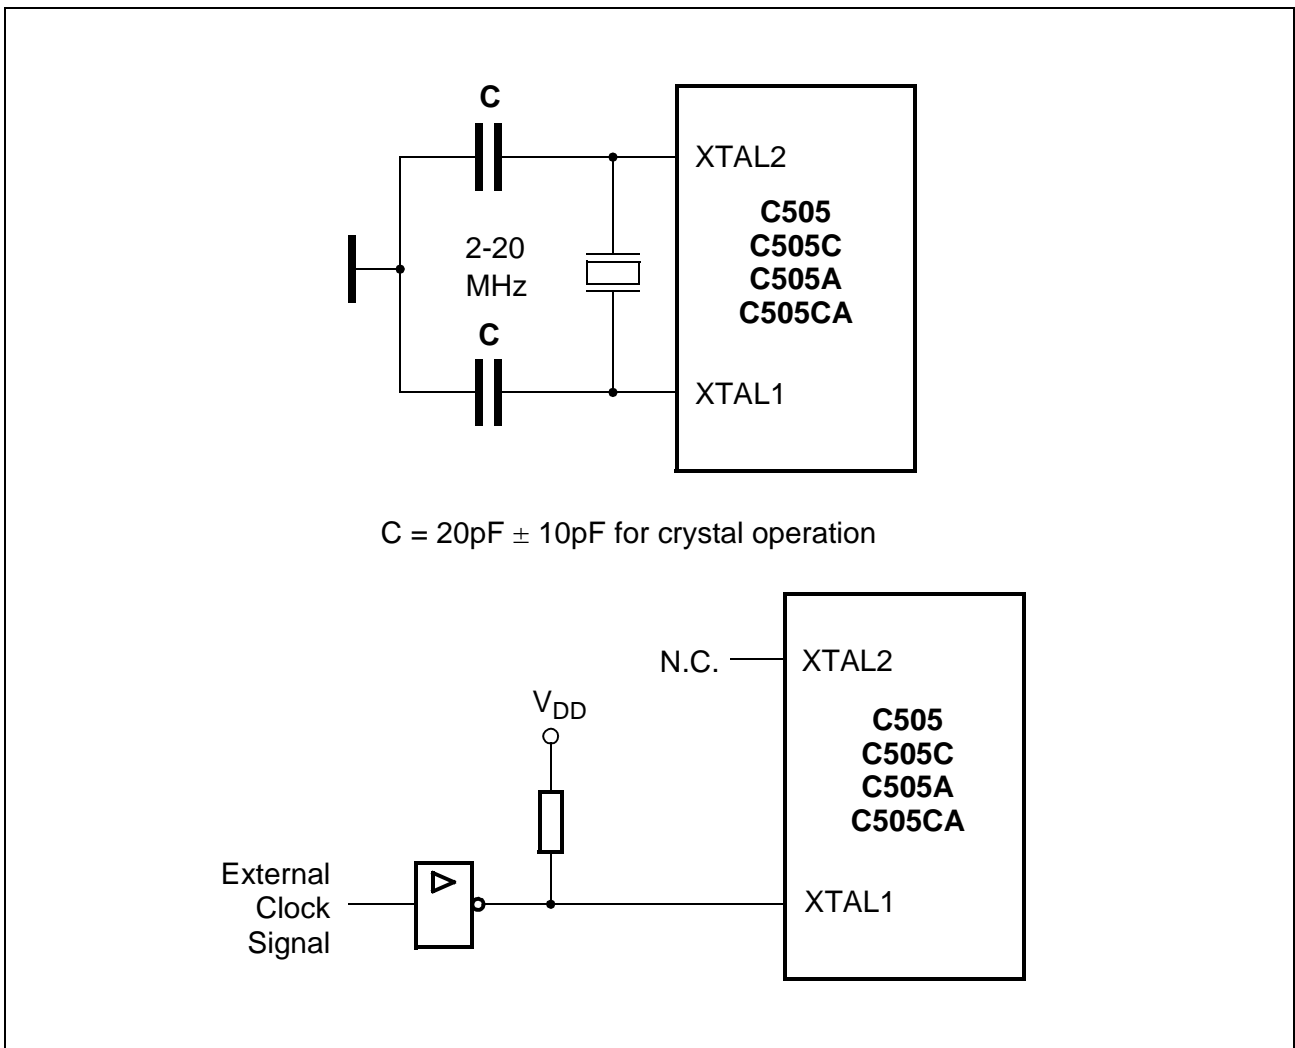 C
XTAL2
C505
C505C
C505A
C505CA
2-20
MHz
C
XTAL1
C = 20pF ± 10pF for crystal operation
N.C.
XTAL2
C505
C505C
C505A
C505CA
VDD
External
Clock
Signal
XTAL1